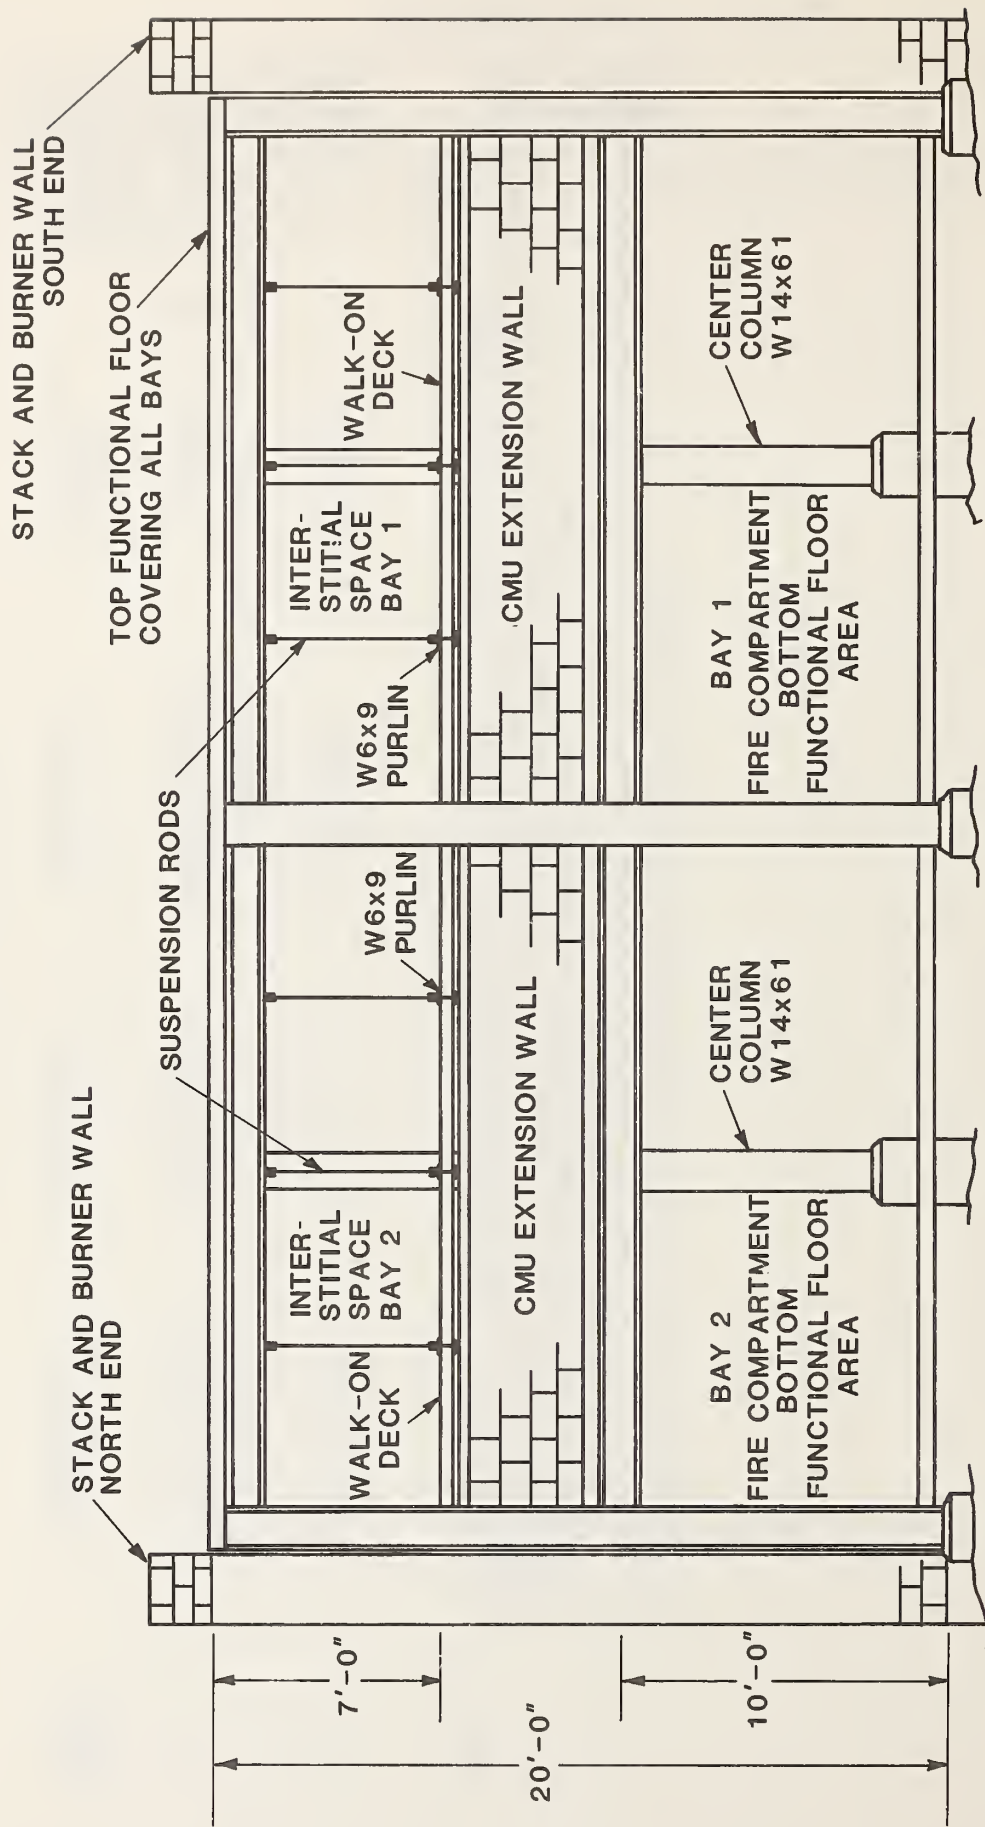 STACK AND BURNER WALL
NORTH END
SUSPENSION RODS
TOP FUNCTIONAL FLOOR
COVERING ALL BAYS
STACK AND BURNER WALL
SOUTH END
7'-0"
20'-0"
10'-0"
WALK-ON
DECK
INTER-
STITIAL
SPACE
BAY 2
W6x9
PURLIN
W6x9
PURLIN
INTER-
STITIAL
SPACE
BAY 1
WALK-ON
DECK
CMU EXTENSION WALL
CMU EXTENSION WALL
BAY 2
FIRE COMPARTMENT
BOTTOM
FUNCTIONAL FLOOR
AREA
CENTER
COLUMN
W14x61
BAY 1
FIRE COMPARTMENT
BOTTOM
FUNCTIONAL FLOOR
AREA
CENTER
COLUMN
W14x61